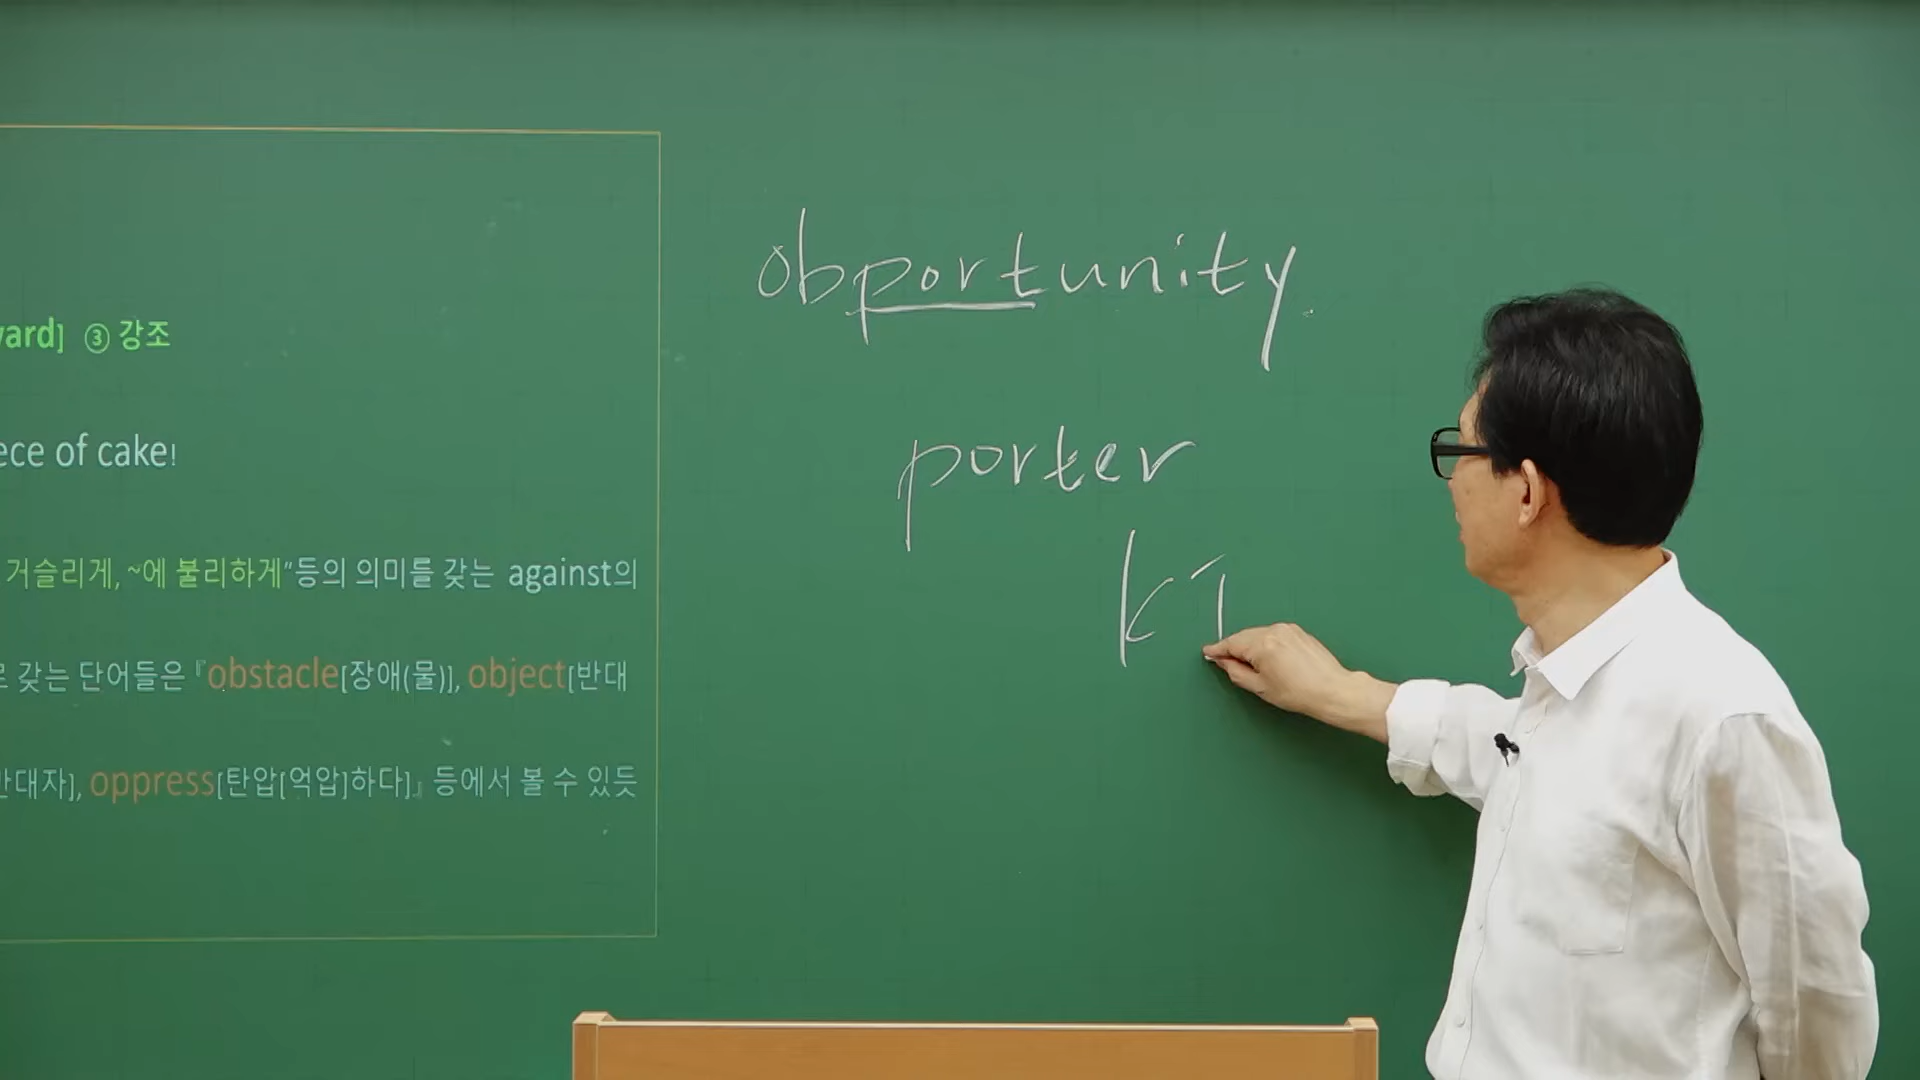 ward] ③ 강조
ece of cake!
거슬리게, ~에 불리하게"등의 의미를 갖는 against의
로 갖는 단어들은『obstacle[장애(물)], object[반대
반대자], oppress[탄압[억압]하다]』등에서 볼 수 있듯
obportunity.
porter
KT